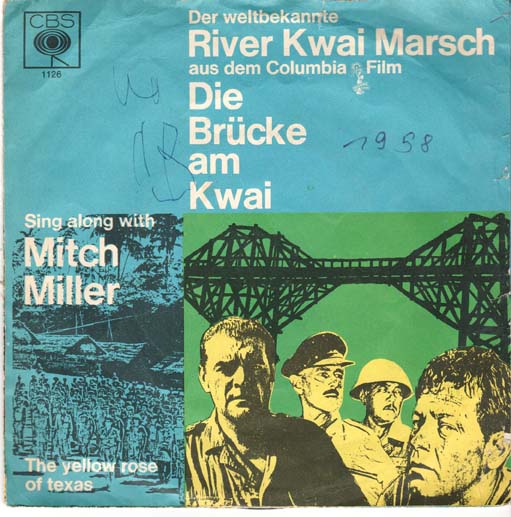 CBS
1126
Der weltbekannte
River Kwai Marsch
aus dem Columbia Film
Die
Brücke
am
Kwai
1958
Sing along with
Mitch
Miller
The yellow rose
of texas